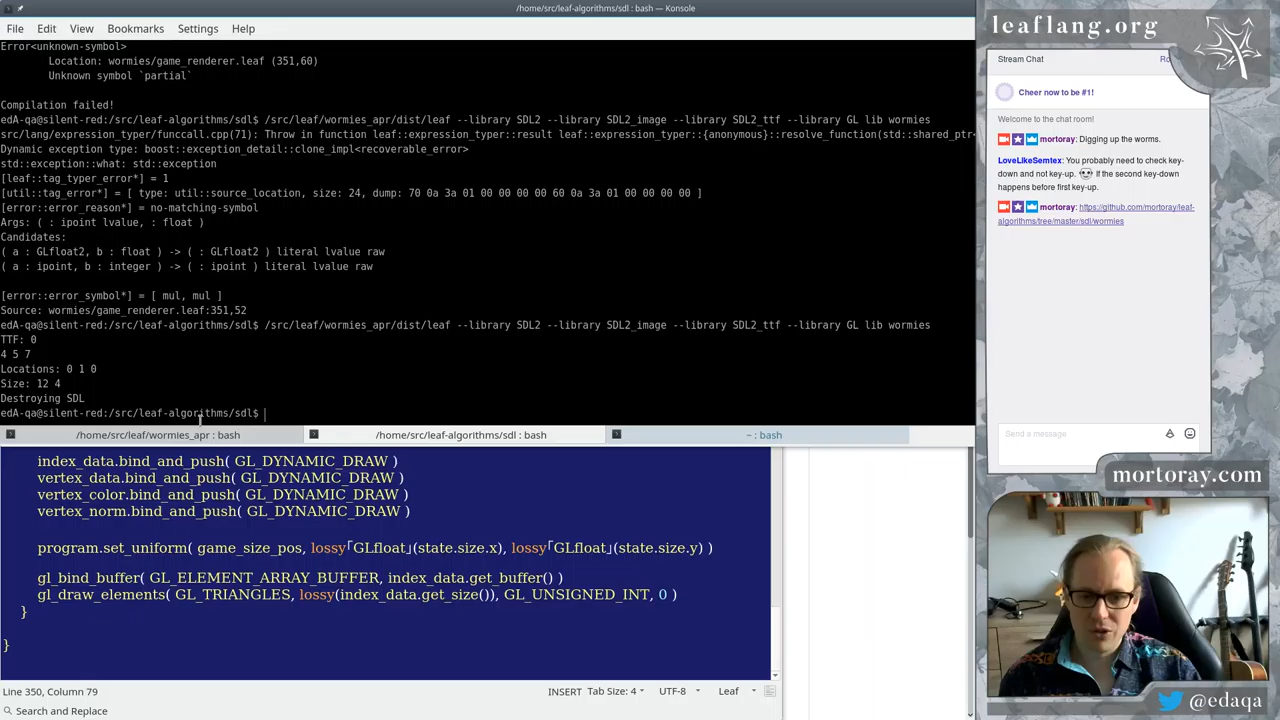 /home/src/leaf-algorithms/sdl : bash — Konsole
File Edit View Bookmarks Settings Help
Error<unknown-symbol>
Location: wormies/game_renderer.leaf (351,60)
Unknown symbol `partial`
Compilation failed!
edA-qa@silent-red:/src/leaf-algorithms/sdl$ /src/leaf/wormies_apr/dist/leaf --library SDL2 --library SDL2_image --library SDL2_ttf --library GL lib wormies
src/lang/expression_typer/funccall.cpp(71): Throw in function leaf::expression_typer::result leaf::expression_typer::{anonymous}::resolve_function(std::shared_ptr<
Dynamic exception type: boost::exception_detail::clone_impl<recoverable_error>
std::exception::what: std::exception
[leaf::tag_typer_error*] = 1
[util::tag_error*] = [ type: util::source_location, size: 24, dump: 70 0a 3a 01 00 00 00 00 60 0a 3a 01 00 00 00 00 ]
[error::error_reason*] = no-matching-symbol
Args: ( : ipoint lvalue, : float )
Candidates:
( a : GLfloat2, b : float ) -> ( : GLfloat2 ) literal lvalue raw
( a : ipoint, b : integer ) -> ( : ipoint ) literal lvalue raw
[error::error_symbol*] = [ mul, mul ]
Source: wormies/game_renderer.leaf:351,52
edA-qa@silent-red:/src/leaf-algorithms/sdl$ /src/leaf/wormies_apr/dist/leaf --library SDL2 --library SDL2_image --library SDL2_ttf --library GL lib wormies
TTF: 0
4 5 7
Locations: 0 1 0
Size: 12 4
Destroying SDL
edA-qa@silent-red:/src/leaf-algorithms/sdl$
/home/src/leaf/wormies_apr : bash
/home/src/leaf-algorithms/sdl : bash
~ : bash
index_data.bind_and_push( GL_DYNAMIC_DRAW )
vertex_data.bind_and_push( GL_DYNAMIC_DRAW )
vertex_color.bind_and_push( GL_DYNAMIC_DRAW )
vertex_norm.bind_and_push( GL_DYNAMIC_DRAW )
program.set_uniform( game_size_pos, lossy「GLfloat」(state.size.x), lossy「GLfloat」(state.size.y) )
gl_bind_buffer( GL_ELEMENT_ARRAY_BUFFER, index_data.get_buffer() )
gl_draw_elements( GL_TRIANGLES, lossy(index_data.get_size()), GL_UNSIGNED_INT, 0 )
}
}
Line 350, Column 79
INSERT Tab Size: 4 UTF-8 Leaf
Search and Replace
leaflang.org
Stream Chat
Cheer now to be #1!
Welcome to the chat room!
mortoray: Digging up the worms.
LoveLikeSemtex: You probably need to check key-
down and not key-up. If the second key-down
happens before first key-up.
mortoray: https://github.com/mortoray/leaf-
algorithms/tree/master/sdl/wormies
Send a message
mortoray.com
@edaqa